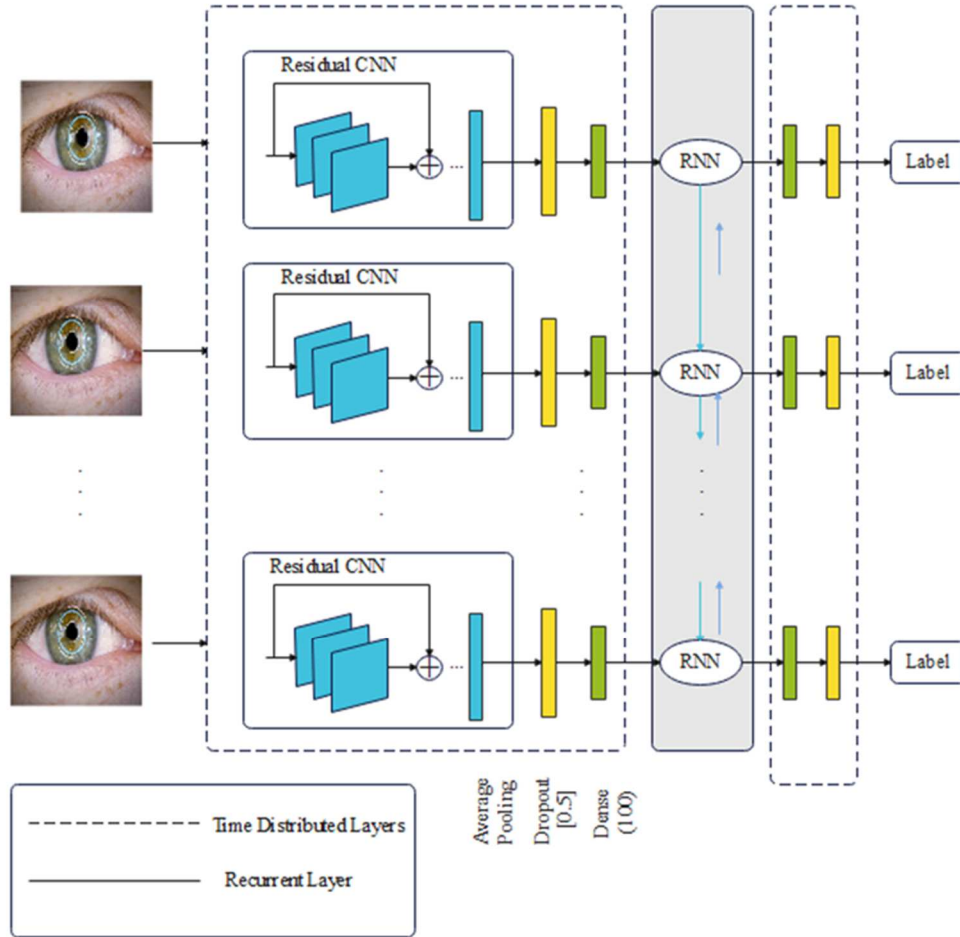 Residual CNN
RNN
Label
Residual CNN
RNN
Label
Residual CNN
RNN
Label
Average
Pooling
Dropout
[0.5]
Dense
(100)
Time Distributed Layers
Recurrent Layer